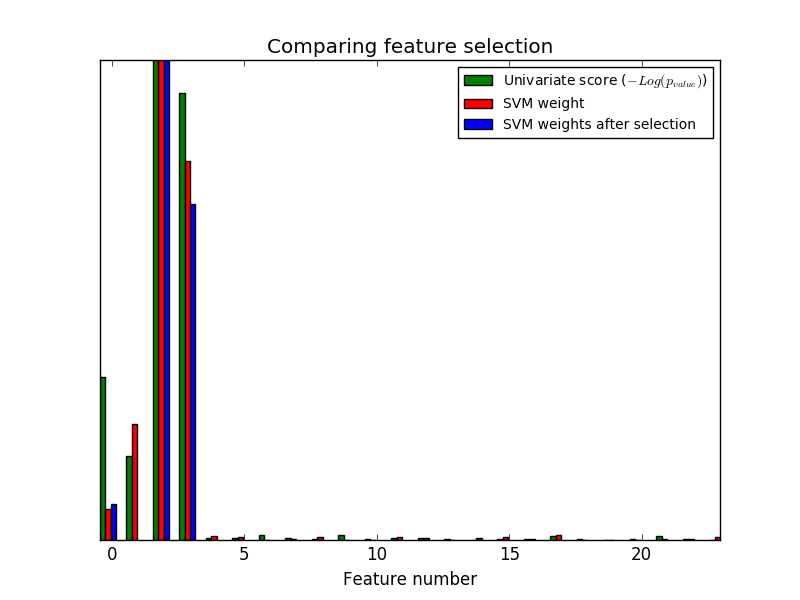 Comparing feature selection
Univariate score (−Log(p_value))
SVM weight
SVM weights after selection
0 5 10 15 20
Feature number